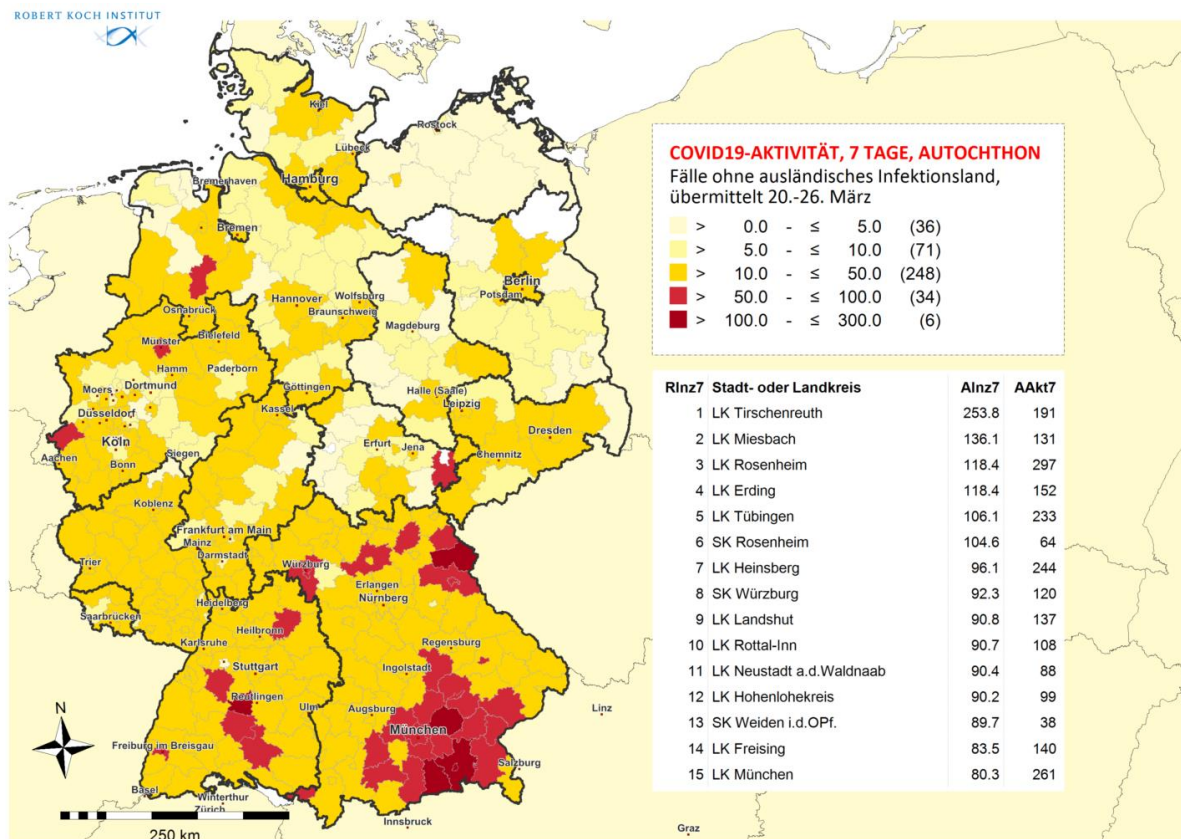 ROBERT KOCH INSTITUT
Kiel
Rostock
Lübeck
Bremerhaven
Hamburg
Bremen
Berlin
Hannover
Wolfsburg
Potsdam
Braunschweig
Osnabrück
Magdeburg
Münster
Bielefeld
Hamm
Paderborn
Moers
Dortmund
Göttingen
Halle (Saale)
Leipzig
Düsseldorf
Kassel
Dresden
Köln
Erfurt
Jena
Chemnitz
Aachen
Bonn
Siegen
Koblenz
Frankfurt am Main
Mainz
Trier
Darmstadt
Würzburg
Erlangen
Nürnberg
Heidelberg
Saarbrücken
Heilbronn
Karlsruhe
Regensburg
Stuttgart
Ingolstadt
Reutlingen
Ulm
Augsburg
Linz
München
Freiburg im Breisgau
Salzburg
Basel
Winterthur
Zürich
Innsbruck
Graz
N
250 km
COVID19-AKTIVITÄT, 7 TAGE, AUTOCHTHON
Fälle ohne ausländisches Infektionsland,
übermittelt 20.-26. März
> 0.0 - ≤ 5.0 (36)
> 5.0 - ≤ 10.0 (71)
> 10.0 - ≤ 50.0 (248)
> 50.0 - ≤ 100.0 (34)
> 100.0 - ≤ 300.0 (6)
RInz7 Stadt- oder Landkreis AInz7 AAkt7
1 LK Tirschenreuth 253.8 191
2 LK Miesbach 136.1 131
3 LK Rosenheim 118.4 297
4 LK Erding 118.4 152
5 LK Tübingen 106.1 233
6 SK Rosenheim 104.6 64
7 LK Heinsberg 96.1 244
8 SK Würzburg 92.3 120
9 LK Landshut 90.8 137
10 LK Rottal-Inn 90.7 108
11 LK Neustadt a.d.Waldnaab 90.4 88
12 LK Hohenlohekreis 90.2 99
13 SK Weiden i.d.OPf. 89.7 38
14 LK Freising 83.5 140
15 LK München 80.3 261